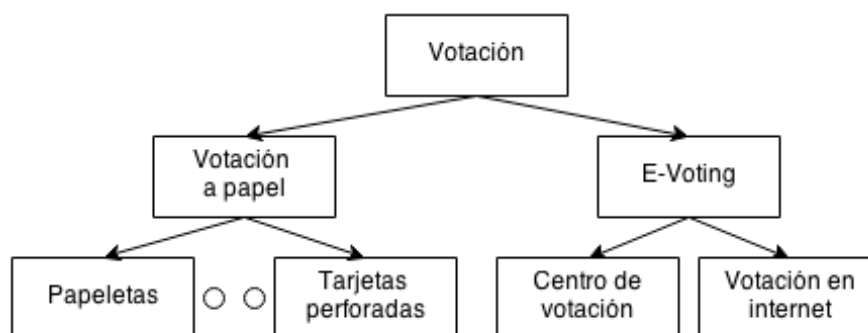 Votación
Votación
a papel
E-Voting
Papeletas
Tarjetas
perforadas
Centro de
votación
Votación en
internet